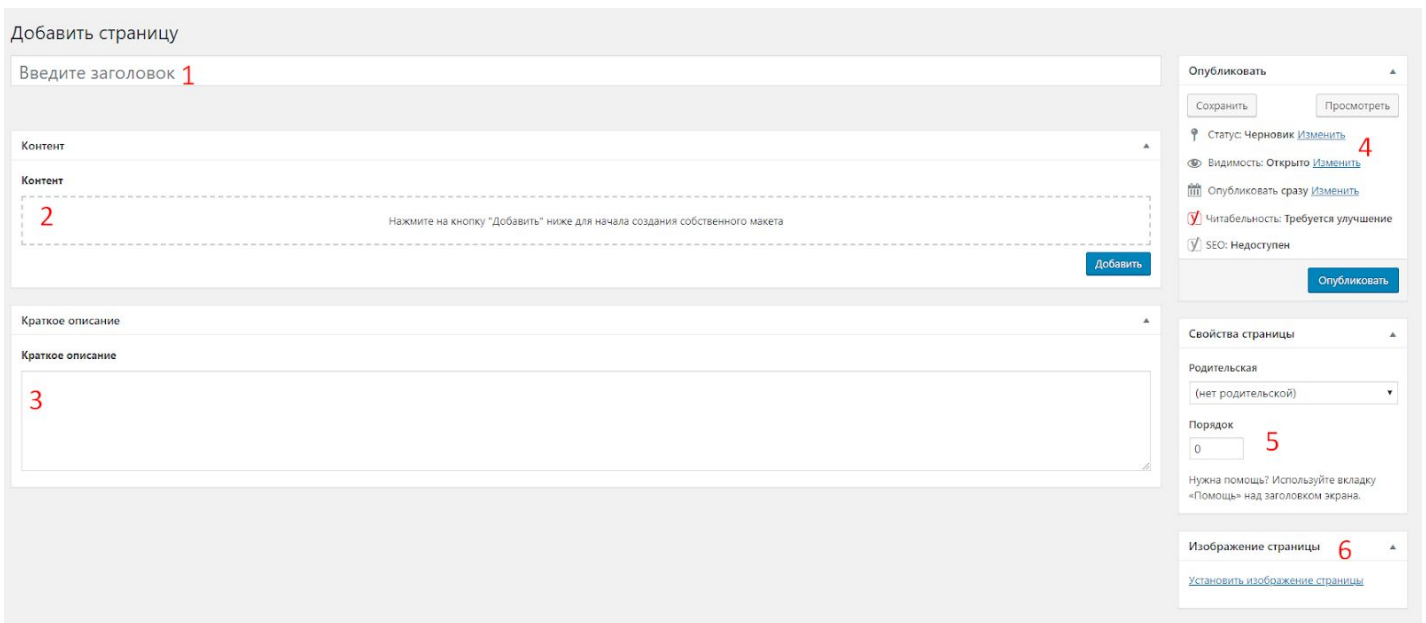 Добавить страницу
Введите заголовок 1
Контент
Контент
2
Нажмите на кнопку "Добавить" ниже для начала создания собственного макета
Добавить
Краткое описание
Краткое описание
3
Опубликовать
Сохранить Просмотреть
Статус: Черновик Изменить
4
Видимость: Открыто Изменить
Опубликовать сразу Изменить
Читабельность: Требуется улучшение
SEO: Недоступен
Опубликовать
Свойства страницы
Родительская
(нет родительской)
Порядок
0 5
Нужна помощь? Используйте вкладку
«Помощь» над заголовком экрана.
Изображение страницы 6
Установить изображение страницы